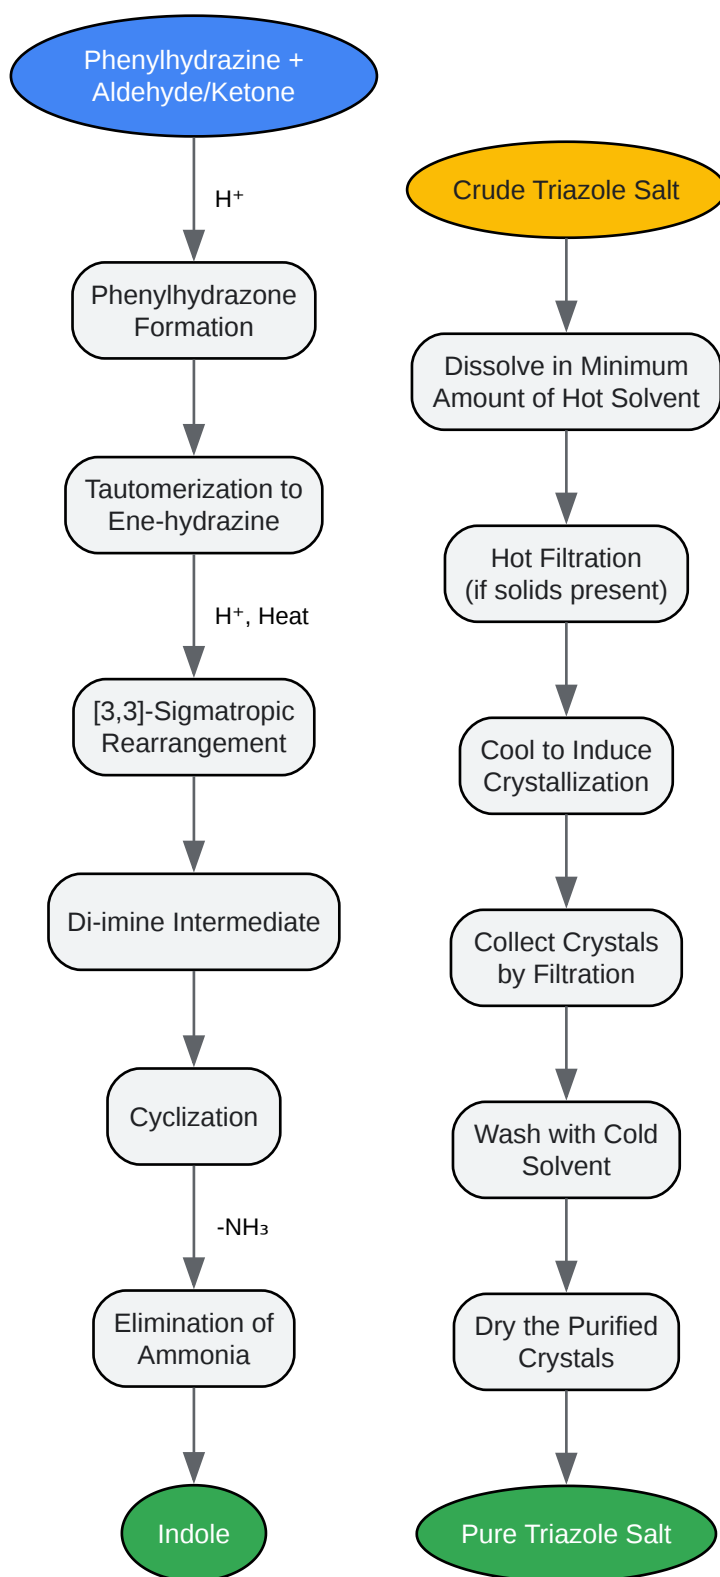 Phenylhydrazine +
Aldehyde/Ketone
H⁺
Phenylhydrazone
Formation
Tautomerization to
Ene-hydrazine
H⁺, Heat
[3,3]-Sigmatropic
Rearrangement
Di-imine Intermediate
Cyclization
-NH₃
Elimination of
Ammonia
Indole
Crude Triazole Salt
Dissolve in Minimum
Amount of Hot Solvent
Hot Filtration
(if solids present)
Cool to Induce
Crystallization
Collect Crystals
by Filtration
Wash with Cold
Solvent
Dry the Purified
Crystals
Pure Triazole Salt